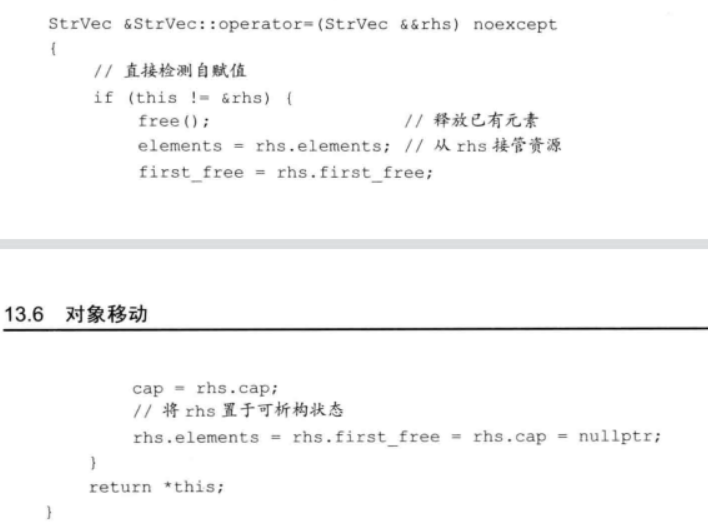 StrVec &StrVec::operator=(StrVec &&rhs) noexcept
{
    // 直接检测自赋值
    if (this != &rhs) {
        free();                    // 释放已有元素
        elements = rhs.elements; // 从 rhs 接管资源
        first_free = rhs.first_free;
13.6 对象移动
        cap = rhs.cap;
        // 将 rhs 置于可析构状态
        rhs.elements = rhs.first_free = rhs.cap = nullptr;
    }
    return *this;
}